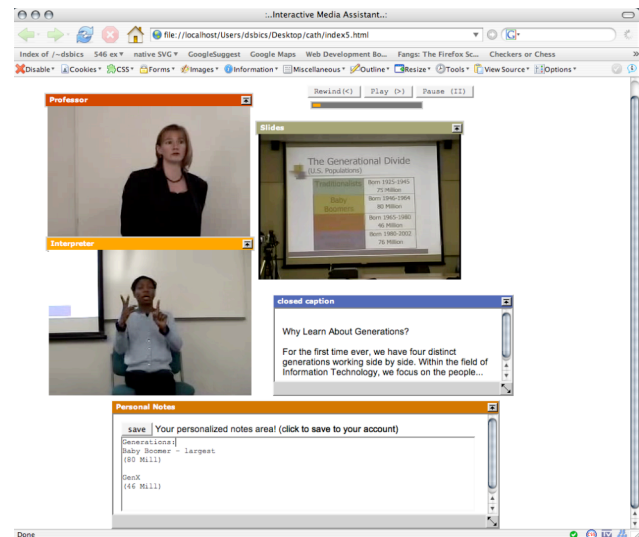 :..Interactive Media Assistant..:
file://localhost/Users/dsbics/Desktop/cath/index5.html
Index of /~dsbics 546 ex native SVG GoogleSuggest Google Maps Web Development Bo... Fangs: The Firefox Sc... Checkers or Chess
Disable Cookies CSS Forms Images Information Miscellaneous Outline Resize Tools View Source Options
Rewind(<) Play (>) Pause (II)
Professor
Slides
The Generational Divide
(U.S. Populations)
Traditionalists
Born 1925-1945
75 Million
Baby
Boomers
Born 1946-1964
80 Million
Born 1965-1980
46 Million
Born 1980-2002
76 Million
Interpreter
closed caption
Why Learn About Generations?
For the first time ever, we have four distinct
generations working side by side. Within the field of
Information Technology, we focus on the people...
Personal Notes
save Your personalized notes area! (click to save to your account)
Generations:
Baby Boomer - largest
(80 Mill)
GenX
(46 Mill)
Done